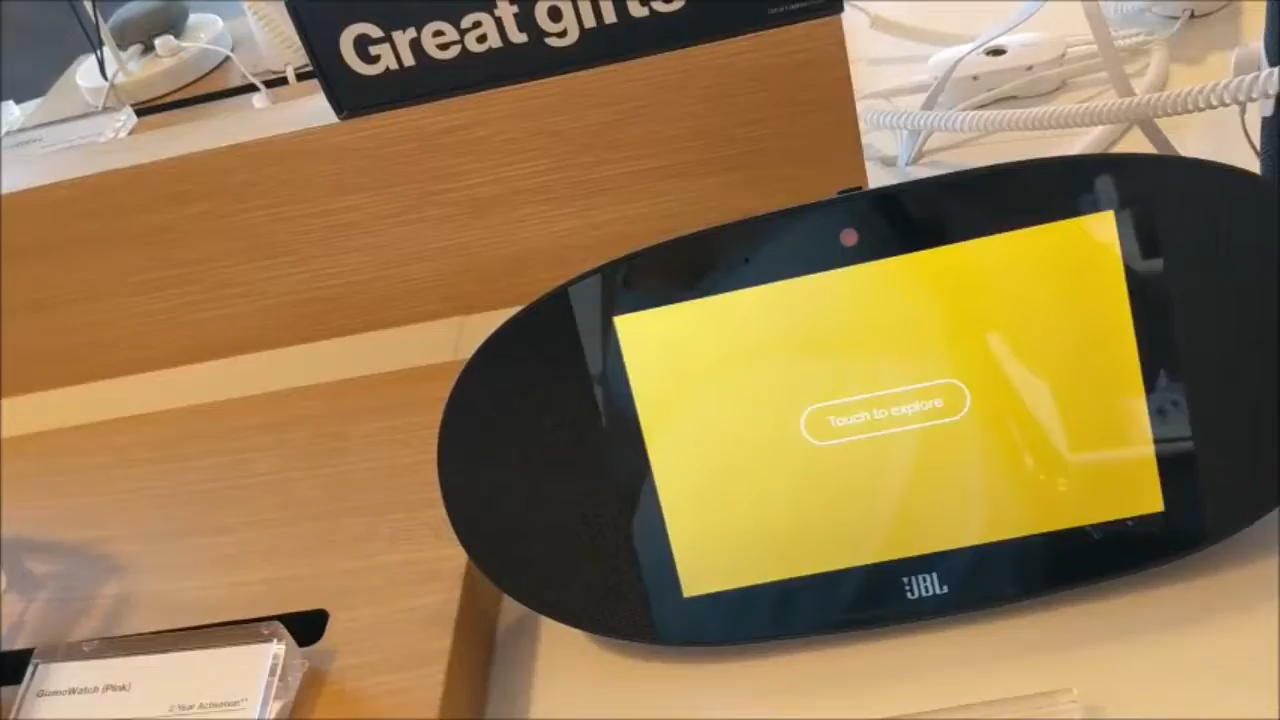 Great gifts
Touch to explore
JBL
GizmoWatch (Pink)
2 Year Activation**